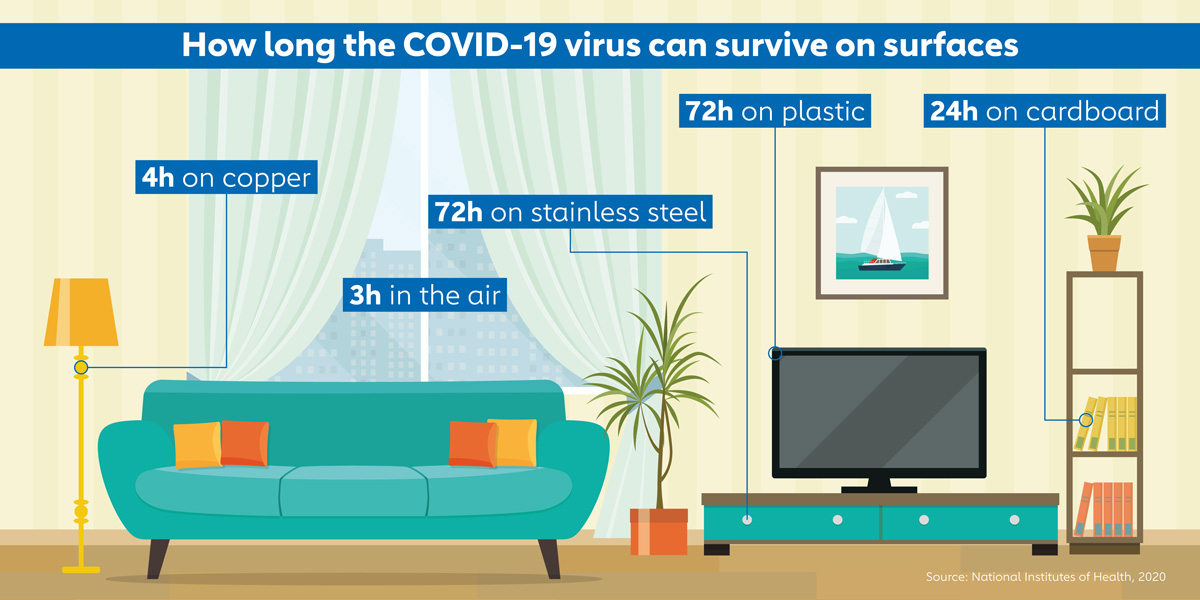 How long the COVID-19 virus can survive on surfaces
72h on plastic
24h on cardboard
4h on copper
72h on stainless steel
3h in the air
Source: National Institutes of Health, 2020